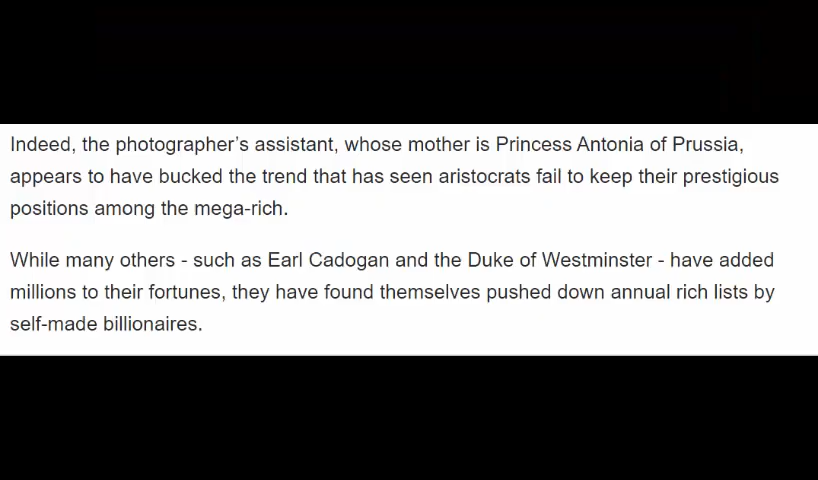 Indeed, the photographer’s assistant, whose mother is Princess Antonia of Prussia,
appears to have bucked the trend that has seen aristocrats fail to keep their prestigious
positions among the mega-rich.
While many others - such as Earl Cadogan and the Duke of Westminster - have added
millions to their fortunes, they have found themselves pushed down annual rich lists by
self-made billionaires.